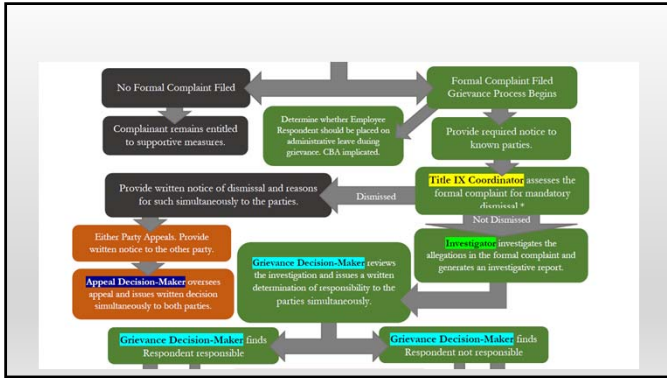 No Formal Complaint Filed
Formal Complaint Filed
Grievance Process Begins
Complainant remains entitled
to supportive measures.
Determine whether Employee
Respondent should be placed on
administrative leave during
grievance. CBA implicated.
Provide required notice to
known parties.
Provide written notice of dismissal and reasons
for such simultaneously to the parties.
Dismissed
Title IX Coordinator assesses the
formal complaint for mandatory
dismissal.*
Not Dismissed
Either Party Appeals. Provide
written notice to the other party.
Investigator investigates the
allegations in the formal complaint and
generates an investigative report.
Grievance Decision-Maker reviews
the investigation and issues a written
determination of responsibility to
the parties simultaneously.
Appeal Decision-Maker oversees
appeal and issues written decision
simultaneously to both parties.
Grievance Decision-Maker finds
Respondent responsible
Grievance Decision-Maker finds
Respondent not responsible